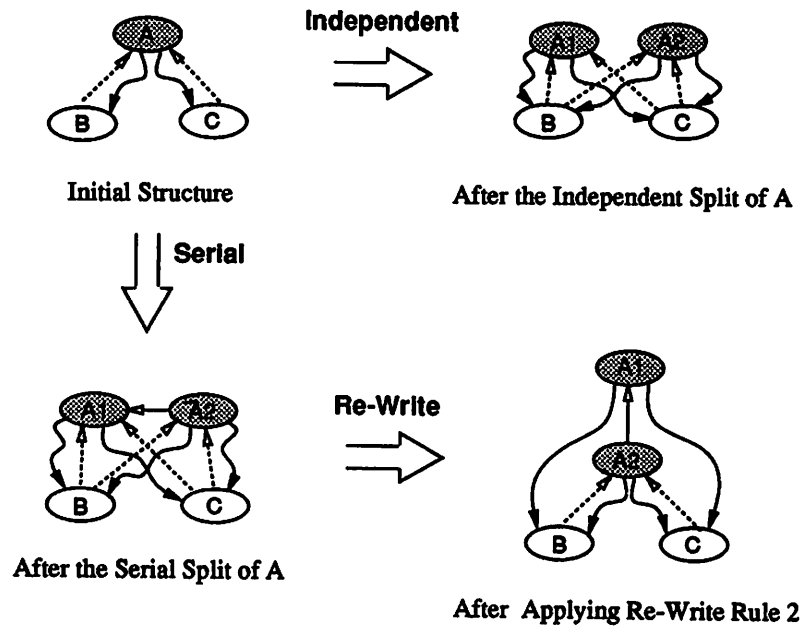 A
B
C
Initial Structure
Independent
A1
A2
B
C
After the Independent Split of A
Serial
A1
A2
B
C
After the Serial Split of A
Re-Write
A1
A2
B
C
After Applying Re-Write Rule 2